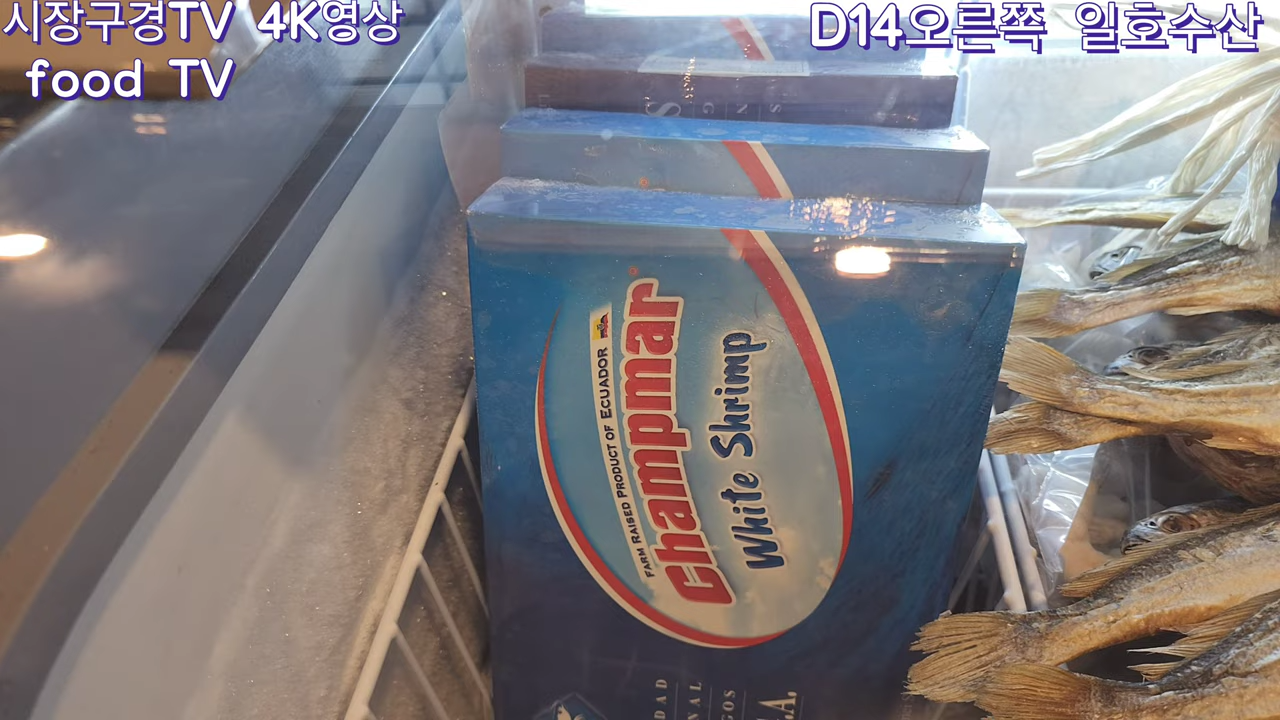 시장구경TV 4K영상
food TV
D14오른쪽 일호수산
FARM RAISED PRODUCT OF ECUADOR
Champmar
White Shrimp